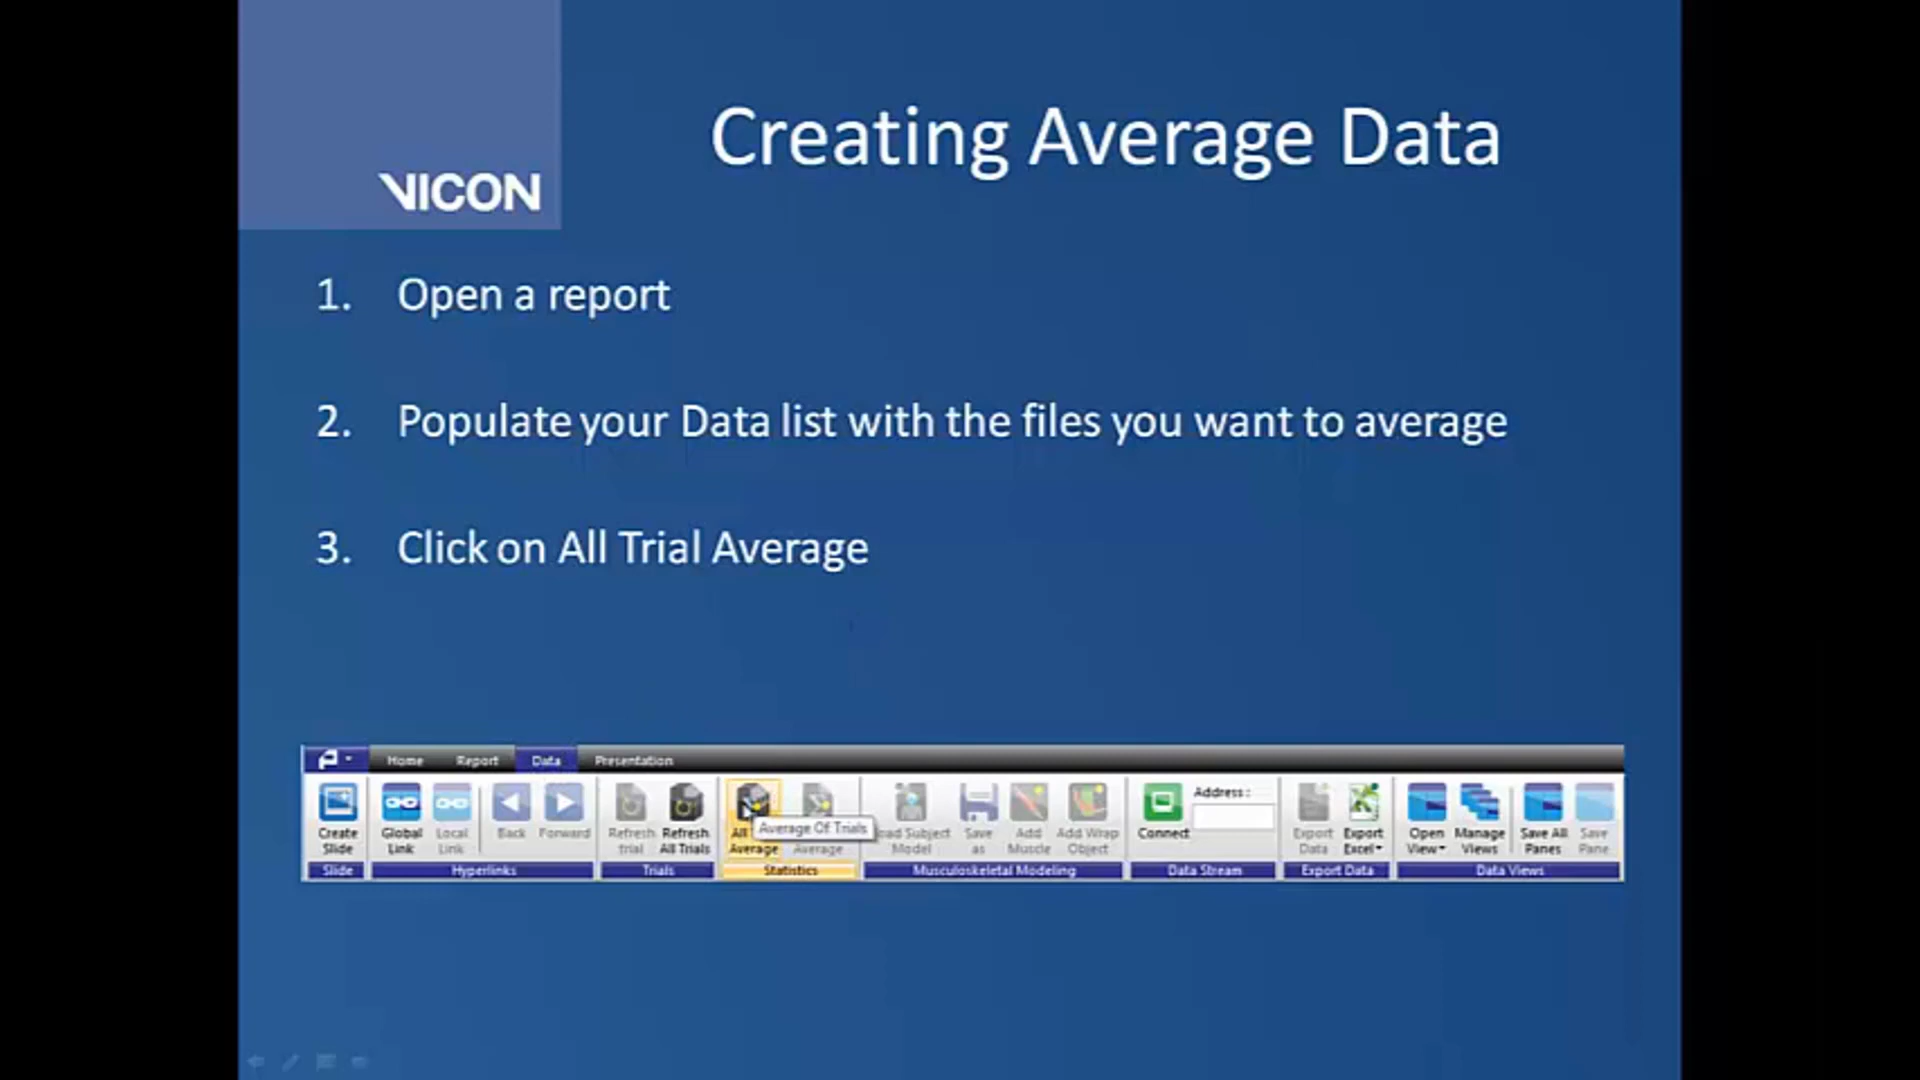 VICON
Creating Average Data
1. Open a report
2. Populate your Data list with the files you want to average
3. Click on All Trial Average
Home Report Data Presentation
Create Slide
Global Link
Local Link
Back
Forward
Refresh trial
Refresh All Trials
All
Average
Average Of Trials
Average
oad Subject Model
Save as
Add Muscle
Add Wrap Object
Connect
Address :
Export Data
Export Excel
Open View
Manage Views
Save All Panes
Save Pane
Slide Hyperlinks Trials Statistics Musculoskeletal Modeling Data Stream Export Data Data Views